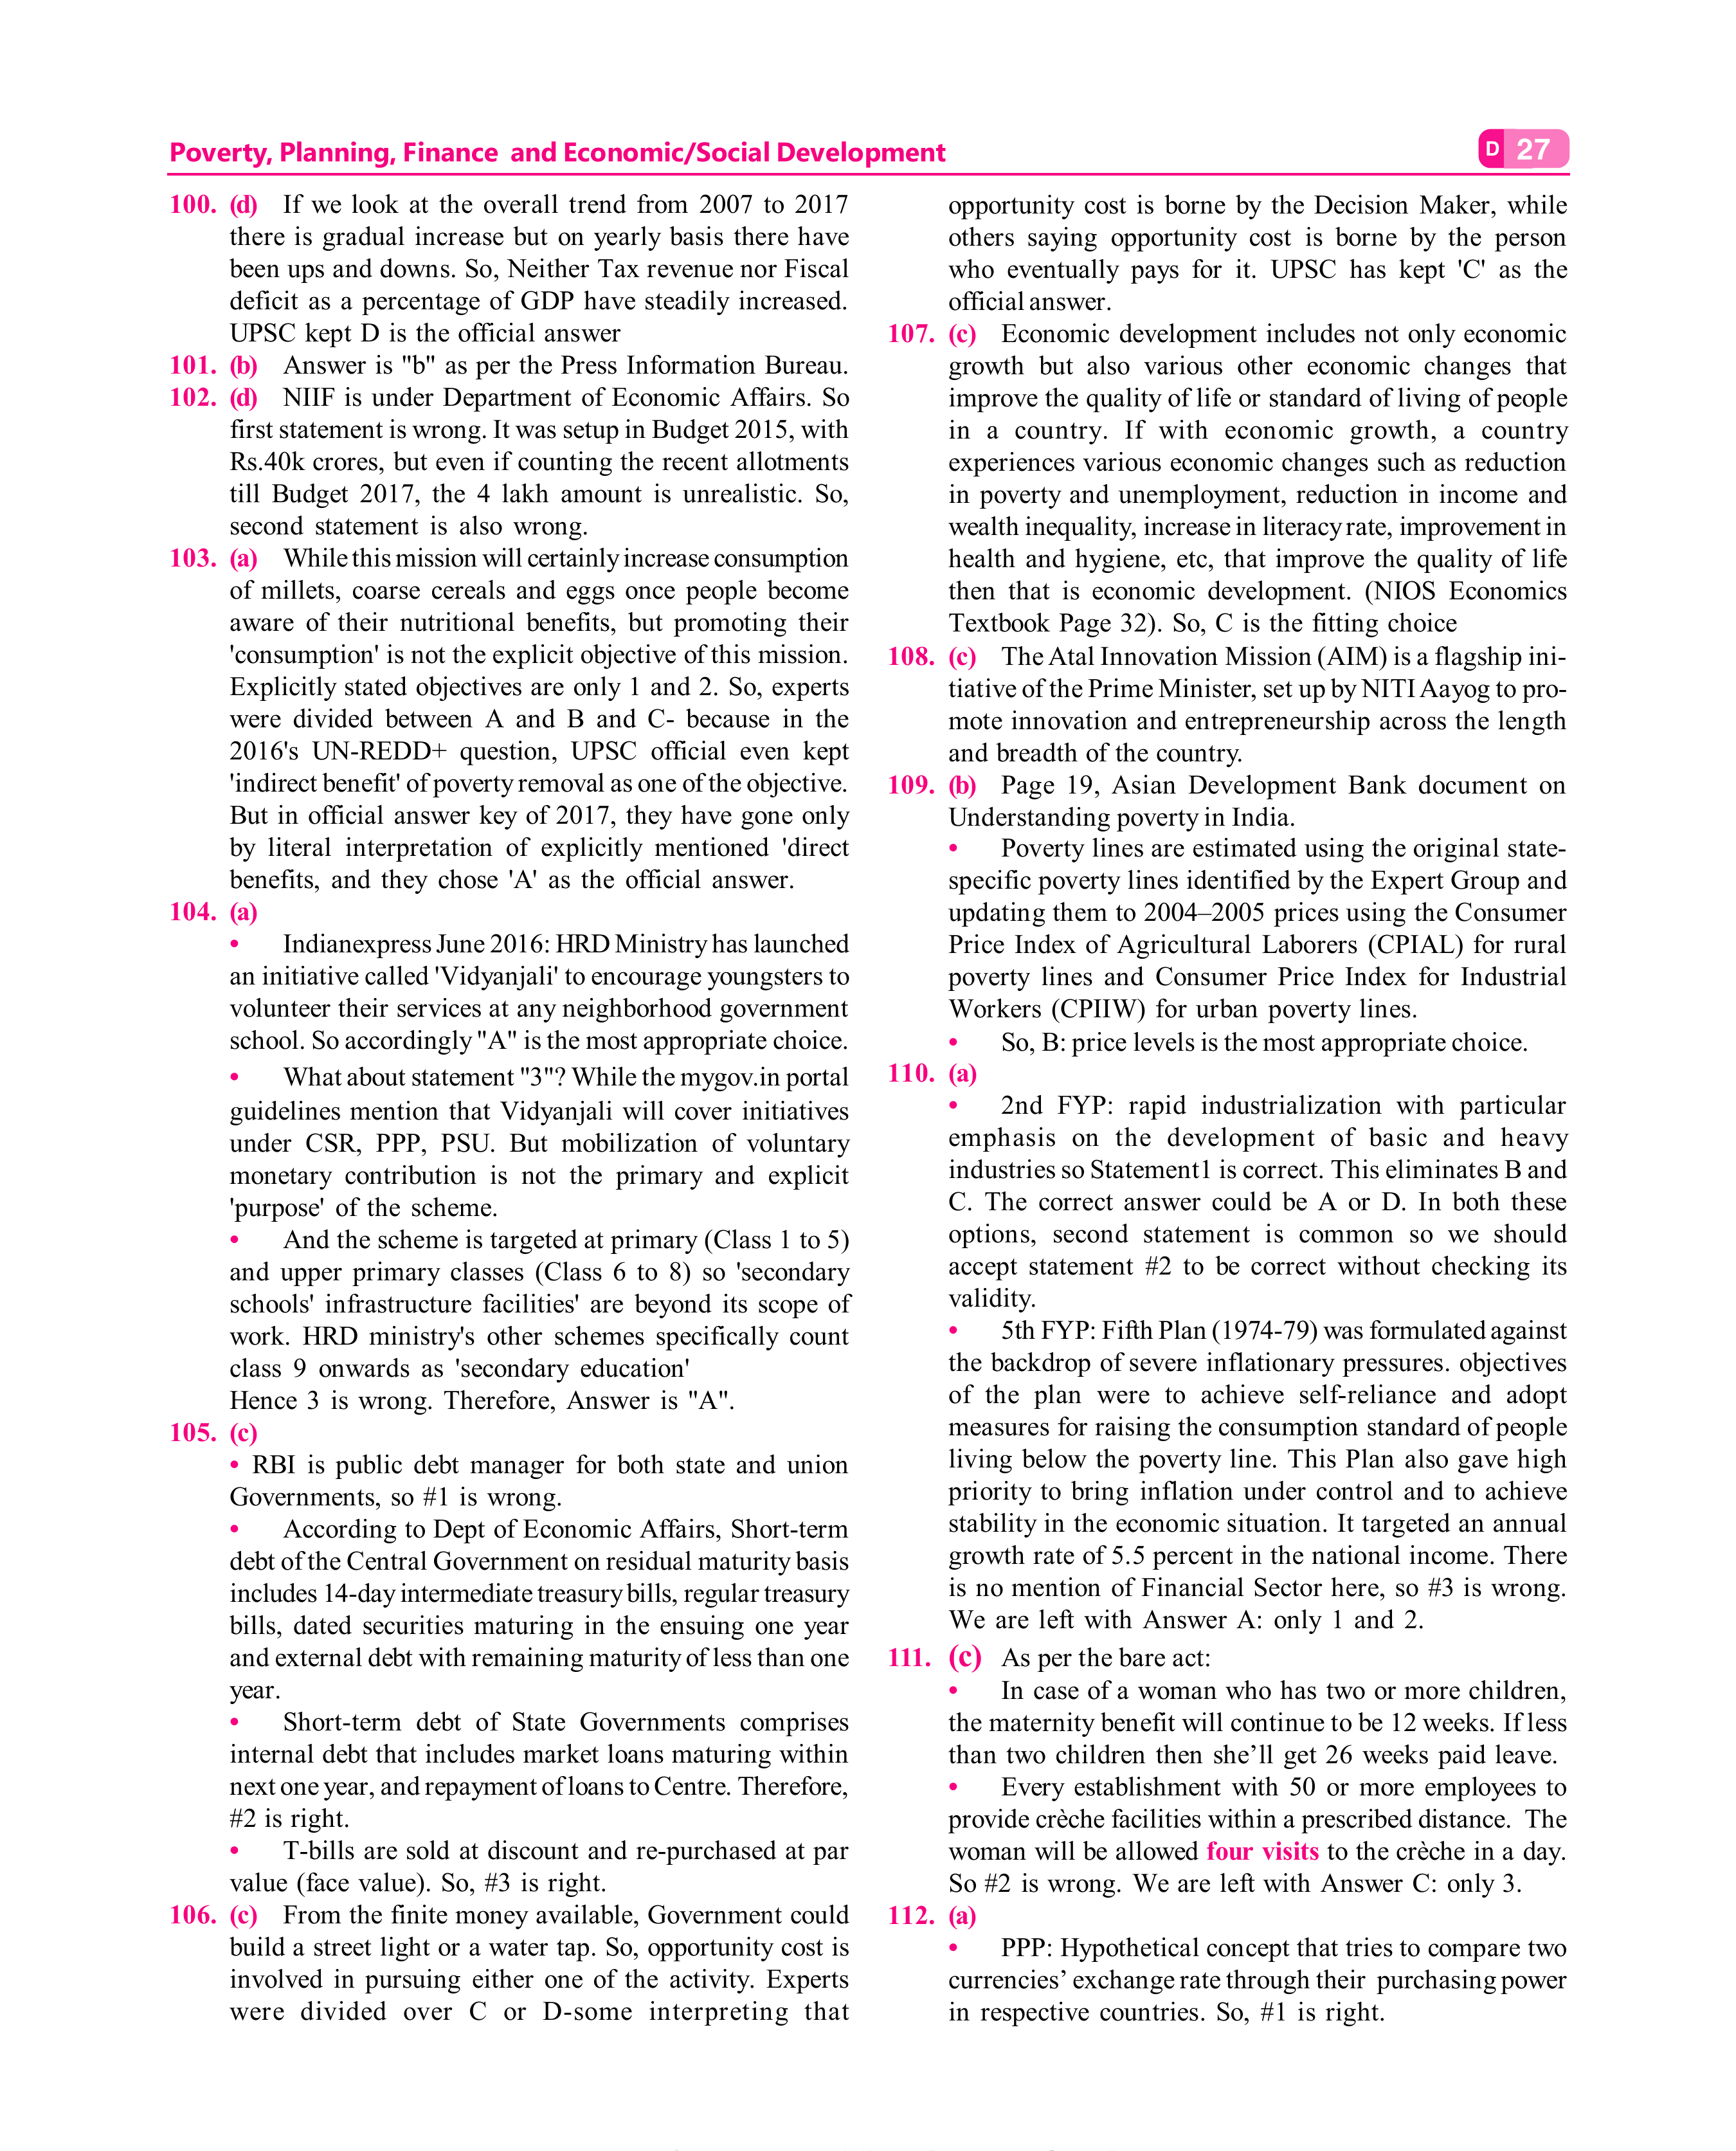 Poverty, Planning, Finance and Economic/Social Development
D 27
100. (d) If we look at the overall trend from 2007 to 2017
there is gradual increase but on yearly basis there have
been ups and downs. So, Neither Tax revenue nor Fiscal
deficit as a percentage of GDP have steadily increased.
UPSC kept D is the official answer
101. (b) Answer is "b" as per the Press Information Bureau.
102. (d) NIIF is under Department of Economic Affairs. So
first statement is wrong. It was setup in Budget 2015, with
Rs.40k crores, but even if counting the recent allotments
till Budget 2017, the 4 lakh amount is unrealistic. So,
second statement is also wrong.
103. (a) While this mission will certainly increase consumption
of millets, coarse cereals and eggs once people become
aware of their nutritional benefits, but promoting their
'consumption' is not the explicit objective of this mission.
Explicitly stated objectives are only 1 and 2. So, experts
were divided between A and B and C- because in the
2016's UN-REDD+ question, UPSC official even kept
'indirect benefit' of poverty removal as one of the objective.
But in official answer key of 2017, they have gone only
by literal interpretation of explicitly mentioned 'direct
benefits, and they chose 'A' as the official answer.
104. (a)
• Indianexpress June 2016: HRD Ministry has launched
an initiative called 'Vidyanjali' to encourage youngsters to
volunteer their services at any neighborhood government
school. So accordingly "A" is the most appropriate choice.
• What about statement "3"? While the mygov.in portal
guidelines mention that Vidyanjali will cover initiatives
under CSR, PPP, PSU. But mobilization of voluntary
monetary contribution is not the primary and explicit
'purpose' of the scheme.
• And the scheme is targeted at primary (Class 1 to 5)
and upper primary classes (Class 6 to 8) so 'secondary
schools' infrastructure facilities' are beyond its scope of
work. HRD ministry's other schemes specifically count
class 9 onwards as 'secondary education'
Hence 3 is wrong. Therefore, Answer is "A".
105. (c)
• RBI is public debt manager for both state and union
Governments, so #1 is wrong.
• According to Dept of Economic Affairs, Short-term
debt of the Central Government on residual maturity basis
includes 14-day intermediate treasury bills, regular treasury
bills, dated securities maturing in the ensuing one year
and external debt with remaining maturity of less than one
year.
• Short-term debt of State Governments comprises
internal debt that includes market loans maturing within
next one year, and repayment of loans to Centre. Therefore,
#2 is right.
• T-bills are sold at discount and re-purchased at par
value (face value). So, #3 is right.
106. (c) From the finite money available, Government could
build a street light or a water tap. So, opportunity cost is
involved in pursuing either one of the activity. Experts
were divided over C or D-some interpreting that
opportunity cost is borne by the Decision Maker, while
others saying opportunity cost is borne by the person
who eventually pays for it. UPSC has kept 'C' as the
official answer.
107. (c) Economic development includes not only economic
growth but also various other economic changes that
improve the quality of life or standard of living of people
in a country. If with economic growth, a country
experiences various economic changes such as reduction
in poverty and unemployment, reduction in income and
wealth inequality, increase in literacy rate, improvement in
health and hygiene, etc, that improve the quality of life
then that is economic development. (NIOS Economics
Textbook Page 32). So, C is the fitting choice
108. (c) The Atal Innovation Mission (AIM) is a flagship ini-
tiative of the Prime Minister, set up by NITI Aayog to pro-
mote innovation and entrepreneurship across the length
and breadth of the country.
109. (b) Page 19, Asian Development Bank document on
Understanding poverty in India.
• Poverty lines are estimated using the original state-
specific poverty lines identified by the Expert Group and
updating them to 2004–2005 prices using the Consumer
Price Index of Agricultural Laborers (CPIAL) for rural
poverty lines and Consumer Price Index for Industrial
Workers (CPIIW) for urban poverty lines.
• So, B: price levels is the most appropriate choice.
110. (a)
• 2nd FYP: rapid industrialization with particular
emphasis on the development of basic and heavy
industries so Statement1 is correct. This eliminates B and
C. The correct answer could be A or D. In both these
options, second statement is common so we should
accept statement #2 to be correct without checking its
validity.
• 5th FYP: Fifth Plan (1974-79) was formulated against
the backdrop of severe inflationary pressures. objectives
of the plan were to achieve self-reliance and adopt
measures for raising the consumption standard of people
living below the poverty line. This Plan also gave high
priority to bring inflation under control and to achieve
stability in the economic situation. It targeted an annual
growth rate of 5.5 percent in the national income. There
is no mention of Financial Sector here, so #3 is wrong.
We are left with Answer A: only 1 and 2.
111. (c) As per the bare act:
• In case of a woman who has two or more children,
the maternity benefit will continue to be 12 weeks. If less
than two children then she’ll get 26 weeks paid leave.
• Every establishment with 50 or more employees to
provide crèche facilities within a prescribed distance. The
woman will be allowed four visits to the crèche in a day.
So #2 is wrong. We are left with Answer C: only 3.
112. (a)
• PPP: Hypothetical concept that tries to compare two
currencies’ exchange rate through their purchasing power
in respective countries. So, #1 is right.